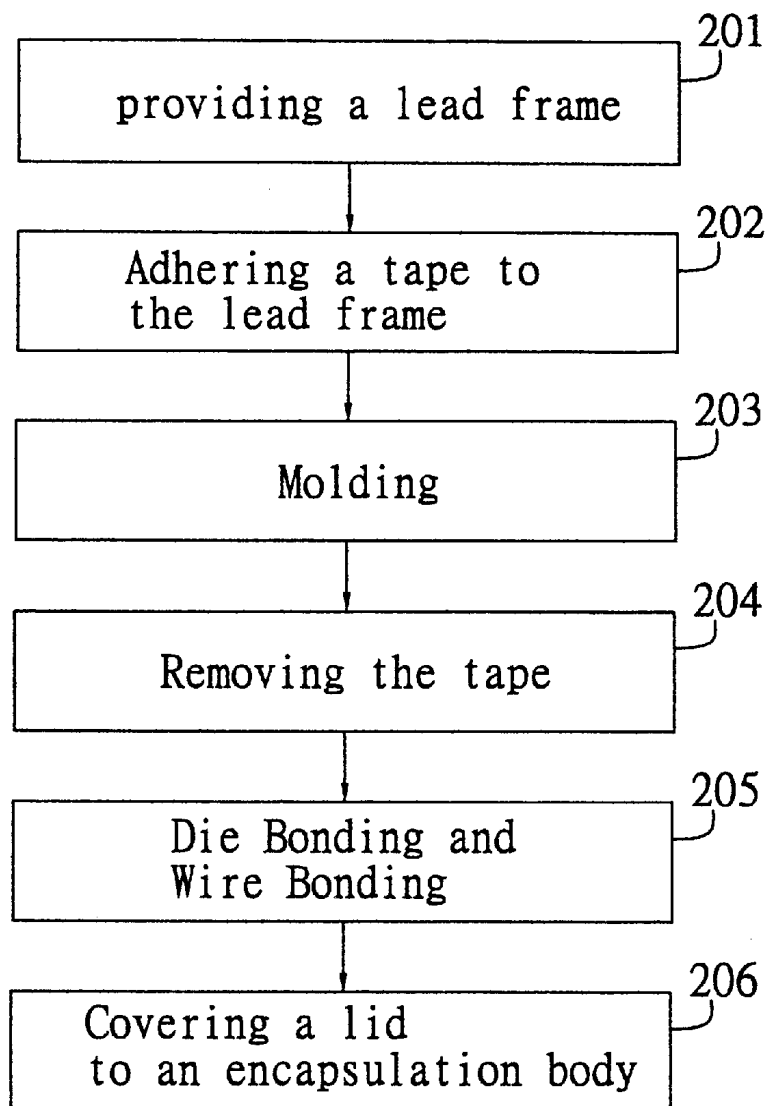 201
providing a lead frame
202
Adhering a tape to
the lead frame
203
Molding
204
Removing the tape
205
Die Bonding and
Wire Bonding
206
Covering a lid
to an encapsulation body